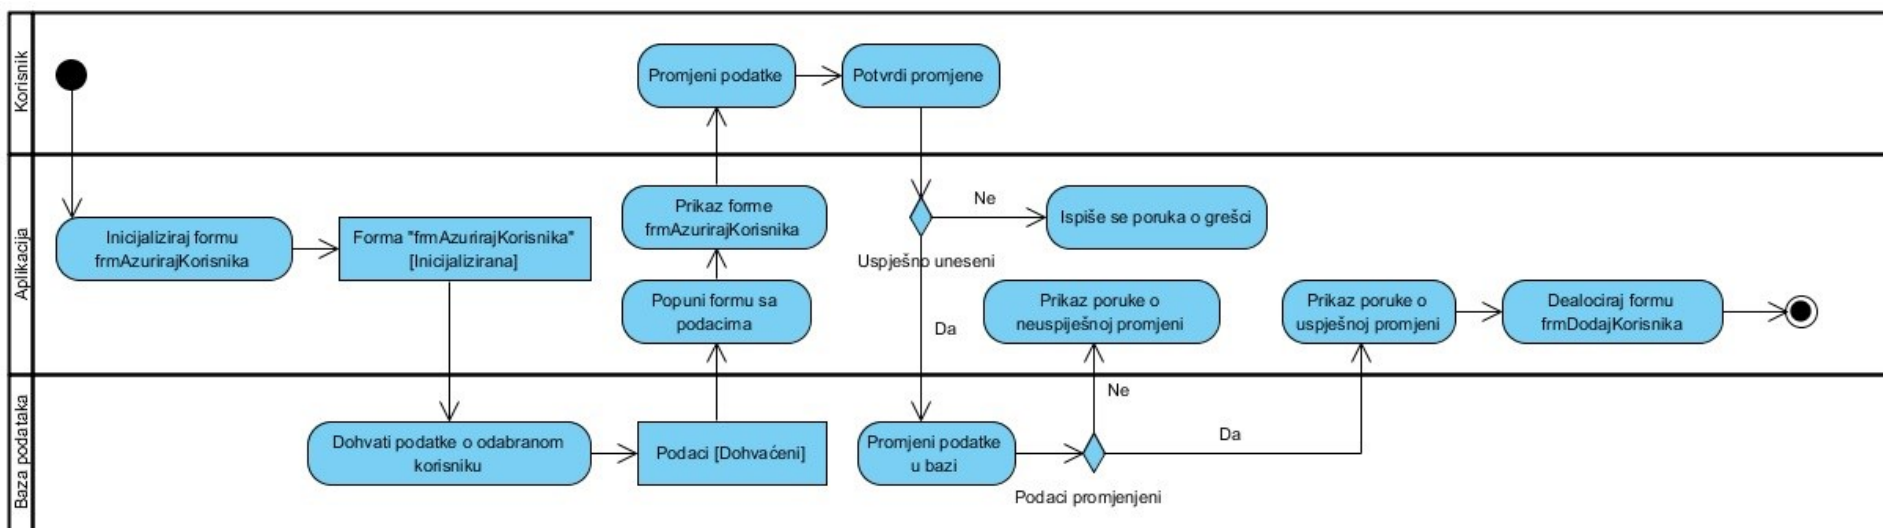 Korisnik
Promjeni podatke
Potvrdi promjene
Aplikacija
Inicijaliziraj formu
frmAzurirajKorisnika
Forma "frmAzurirajKorisnika"
[Inicijalizirana]
Prikaz forme
frmAzurirajKorisnika
Popuni formu sa
podacima
Ne
Ispiše se poruka o grešci
Uspješno uneseni
Da
Prikaz poruke o
neuspiješnoj promjeni
Prikaz poruke o
uspješnoj promjeni
Dealociraj formu
frmDodajKorisnika
Baza podataka
Dohvati podatke o odabranom
korisniku
Podaci [Dohvaćeni]
Promjeni podatke
u bazi
Ne
Da
Podaci promjenjeni